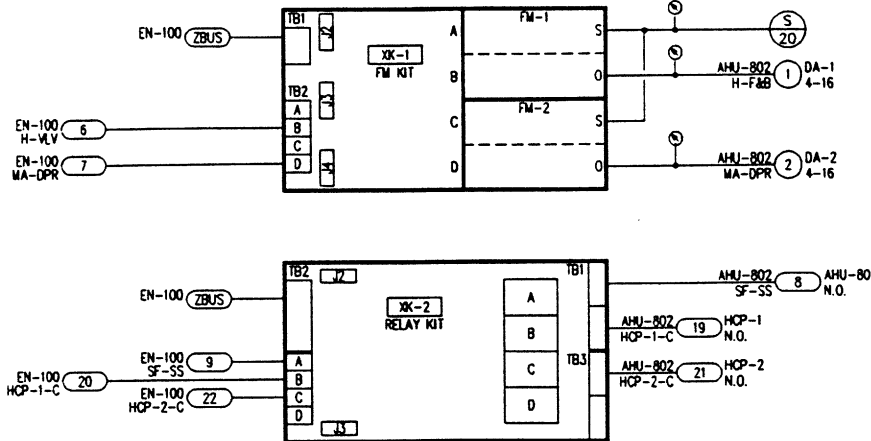 FM-1
S
20
TB1
J2
A
S
EN-100 ZBUS
XK-1
FM KIT
B
O
AHU-802
H-F&B
1
DA-1
4-16
TB2
J3
FM-2
A
EN-100
H-VLV
6
B
C
S
C
EN-100
MA-DPR
7
D
J4
D
O
AHU-802
MA-DPR
2
DA-2
4-16
TB2
J2
TB1
EN-100 ZBUS
XK-2
RELAY KIT
A
AHU-802
SF-SS
8
AHU-80
N.O.
B
AHU-802
HCP-1-C
19
HCP-1
N.O.
EN-100
SF-SS
9
A
C
TB3
AHU-802
HCP-2-C
21
HCP-2
N.O.
EN-100
HCP-1-C
20
B
EN-100
HCP-2-C
22
C
D
D
J3